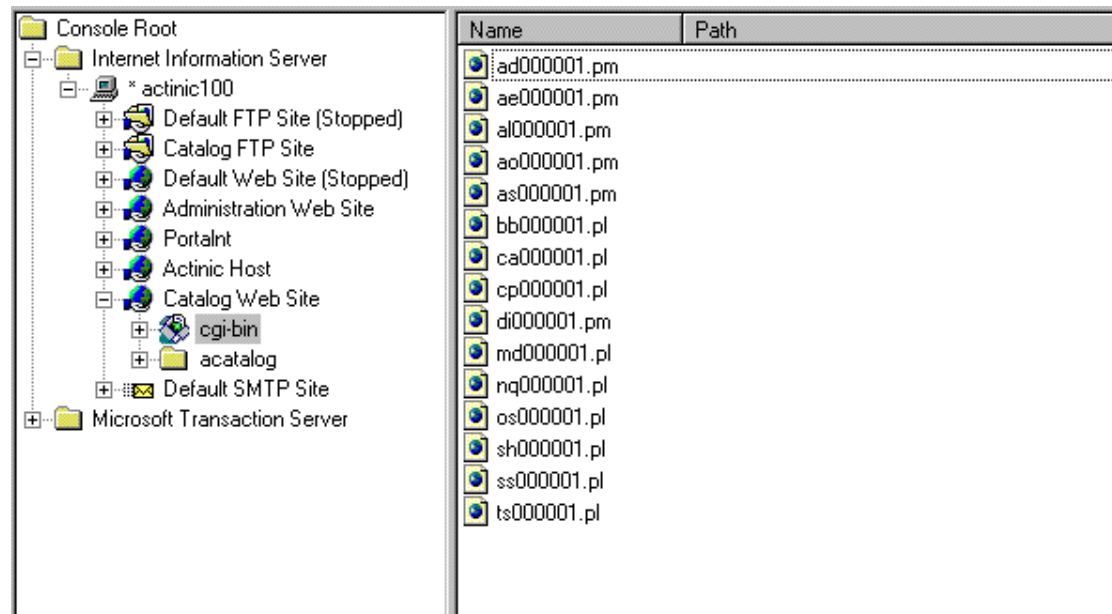 Console Root
Internet Information Server
* actinic100
Default FTP Site (Stopped)
Catalog FTP Site
Default Web Site (Stopped)
Administration Web Site
PortaInt
Actinic Host
Catalog Web Site
cgi-bin
acatalog
Default SMTP Site
Microsoft Transaction Server
Name Path
ad000001.pm
ae000001.pm
al000001.pm
ao000001.pm
as000001.pm
bb000001.pl
ca000001.pl
cp000001.pl
di000001.pm
md000001.pl
nq000001.pl
os000001.pl
sh000001.pl
ss000001.pl
ts000001.pl